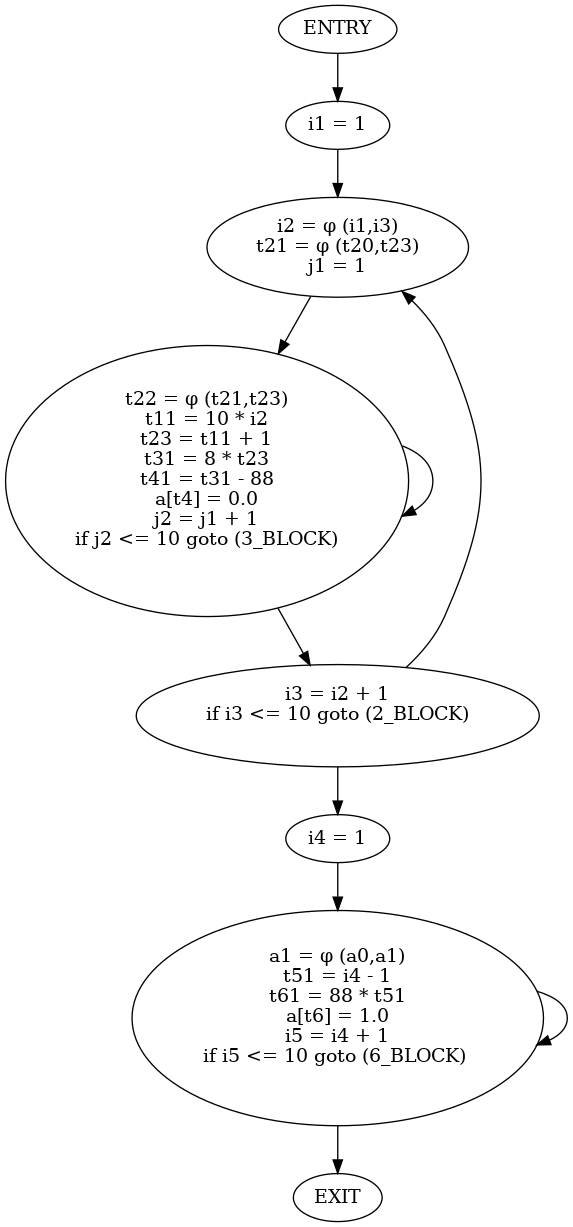 ENTRY
i1 = 1
i2 = φ (i1,i3)
t21 = φ (t20,t23)
j1 = 1
t22 = φ (t21,t23)
t11 = 10 * i2
t23 = t11 + 1
t31 = 8 * t23
t41 = t31 - 88
a[t4] = 0.0
j2 = j1 + 1
if j2 <= 10 goto (3_BLOCK)
i3 = i2 + 1
if i3 <= 10 goto (2_BLOCK)
i4 = 1
a1 = φ (a0,a1)
t51 = i4 - 1
t61 = 88 * t51
a[t6] = 1.0
i5 = i4 + 1
if i5 <= 10 goto (6_BLOCK)
EXIT